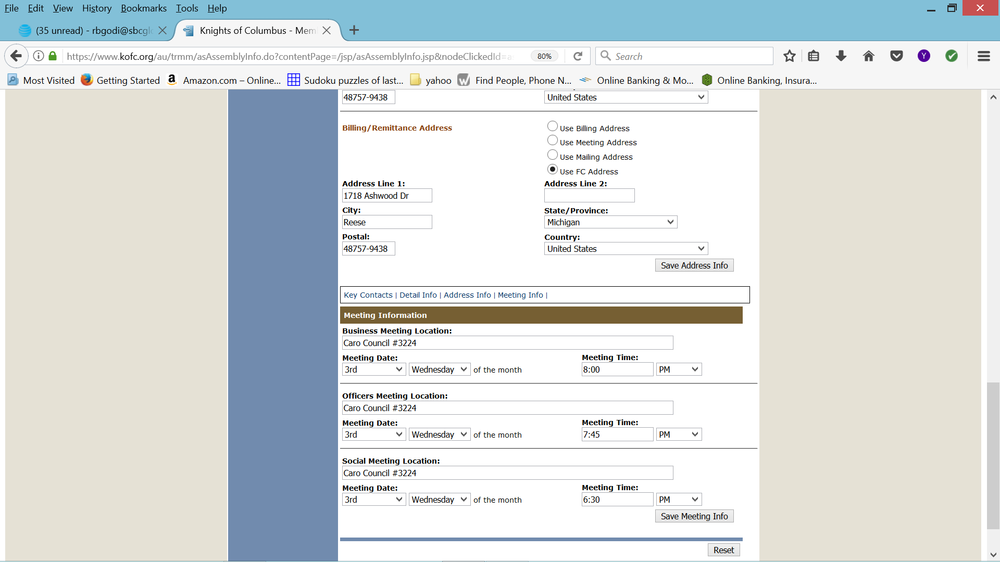 File Edit View History Bookmarks Tools Help
(35 unread) - rbgodi@sbcgl
Knights of Columbus - Mem
https://www.kofc.org/au/trmm/asAssemblyInfo.do?contentPage=/jsp/asAssemblyInfo.jsp&nodeClickedId=a 80% Search
Most Visited Getting Started Amazon.com – Online... Sudoku puzzles of last... yahoo Find People, Phone N... Online Banking & Mo... Online Banking, Insura...
48757-9438 United States
Billing/Remittance Address Use Billing Address
Use Meeting Address
Use Mailing Address
Use FC Address
Address Line 1: Address Line 2:
1718 Ashwood Dr
City: State/Province:
Reese Michigan
Postal: Country:
48757-9438 United States
Save Address Info
Key Contacts | Detail Info | Address Info | Meeting Info |
Meeting Information
Business Meeting Location:
Caro Council #3224
Meeting Date: Meeting Time:
3rd Wednesday of the month 8:00 PM
Officers Meeting Location:
Caro Council #3224
Meeting Date: Meeting Time:
3rd Wednesday of the month 7:45 PM
Social Meeting Location:
Caro Council #3224
Meeting Date: Meeting Time:
3rd Wednesday of the month 6:30 PM
Save Meeting Info
Reset